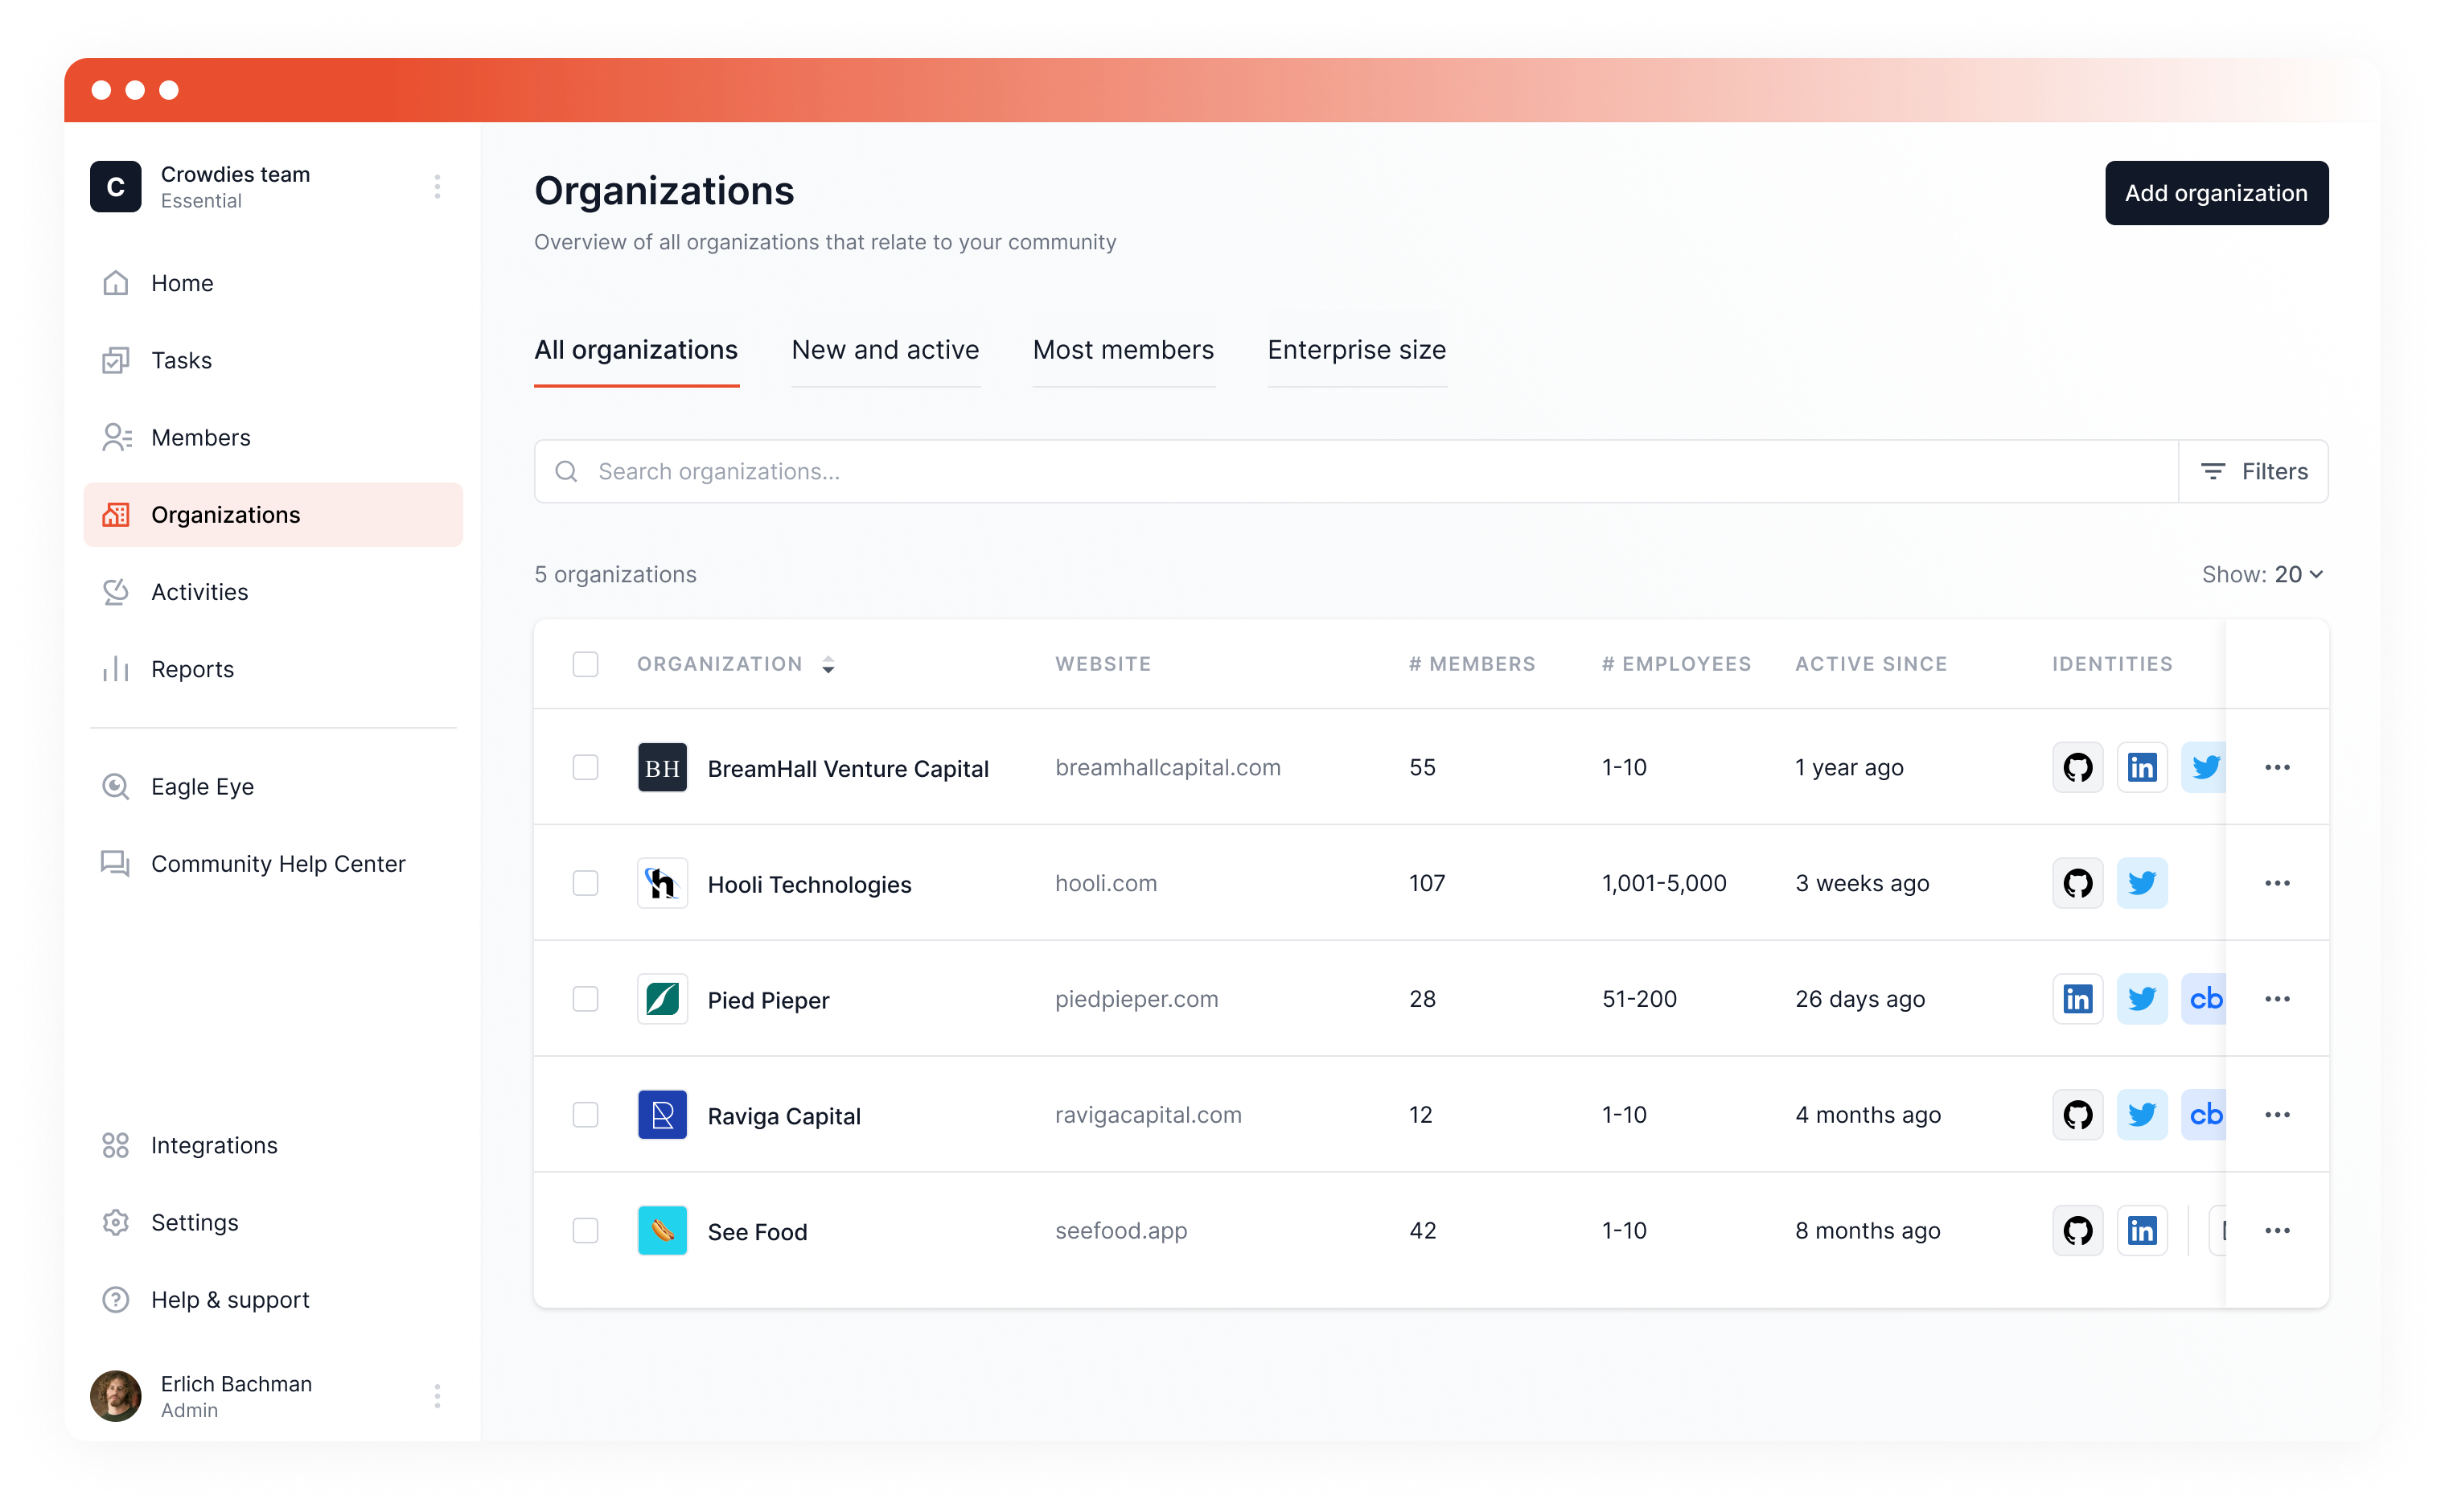 C
Crowdies team
Essential
Home
Tasks
Members
Organizations
Activities
Reports
Eagle Eye
Community Help Center
Integrations
Settings
Help & support
Erlich Bachman
Admin
Organizations
Overview of all organizations that relate to your community
Add organization
All organizations New and active Most members Enterprise size
Search organizations... Filters
5 organizations Show: 20
ORGANIZATION WEBSITE # MEMBERS # EMPLOYEES ACTIVE SINCE IDENTITIES
BH BreamHall Venture Capital breamhallcapital.com 55 1-10 1 year ago in
h Hooli Technologies hooli.com 107 1,001-5,000 3 weeks ago
Pied Pieper piedpieper.com 28 51-200 26 days ago in cb
R Raviga Capital ravigacapital.com 12 1-10 4 months ago cb
See Food seefood.app 42 1-10 8 months ago in